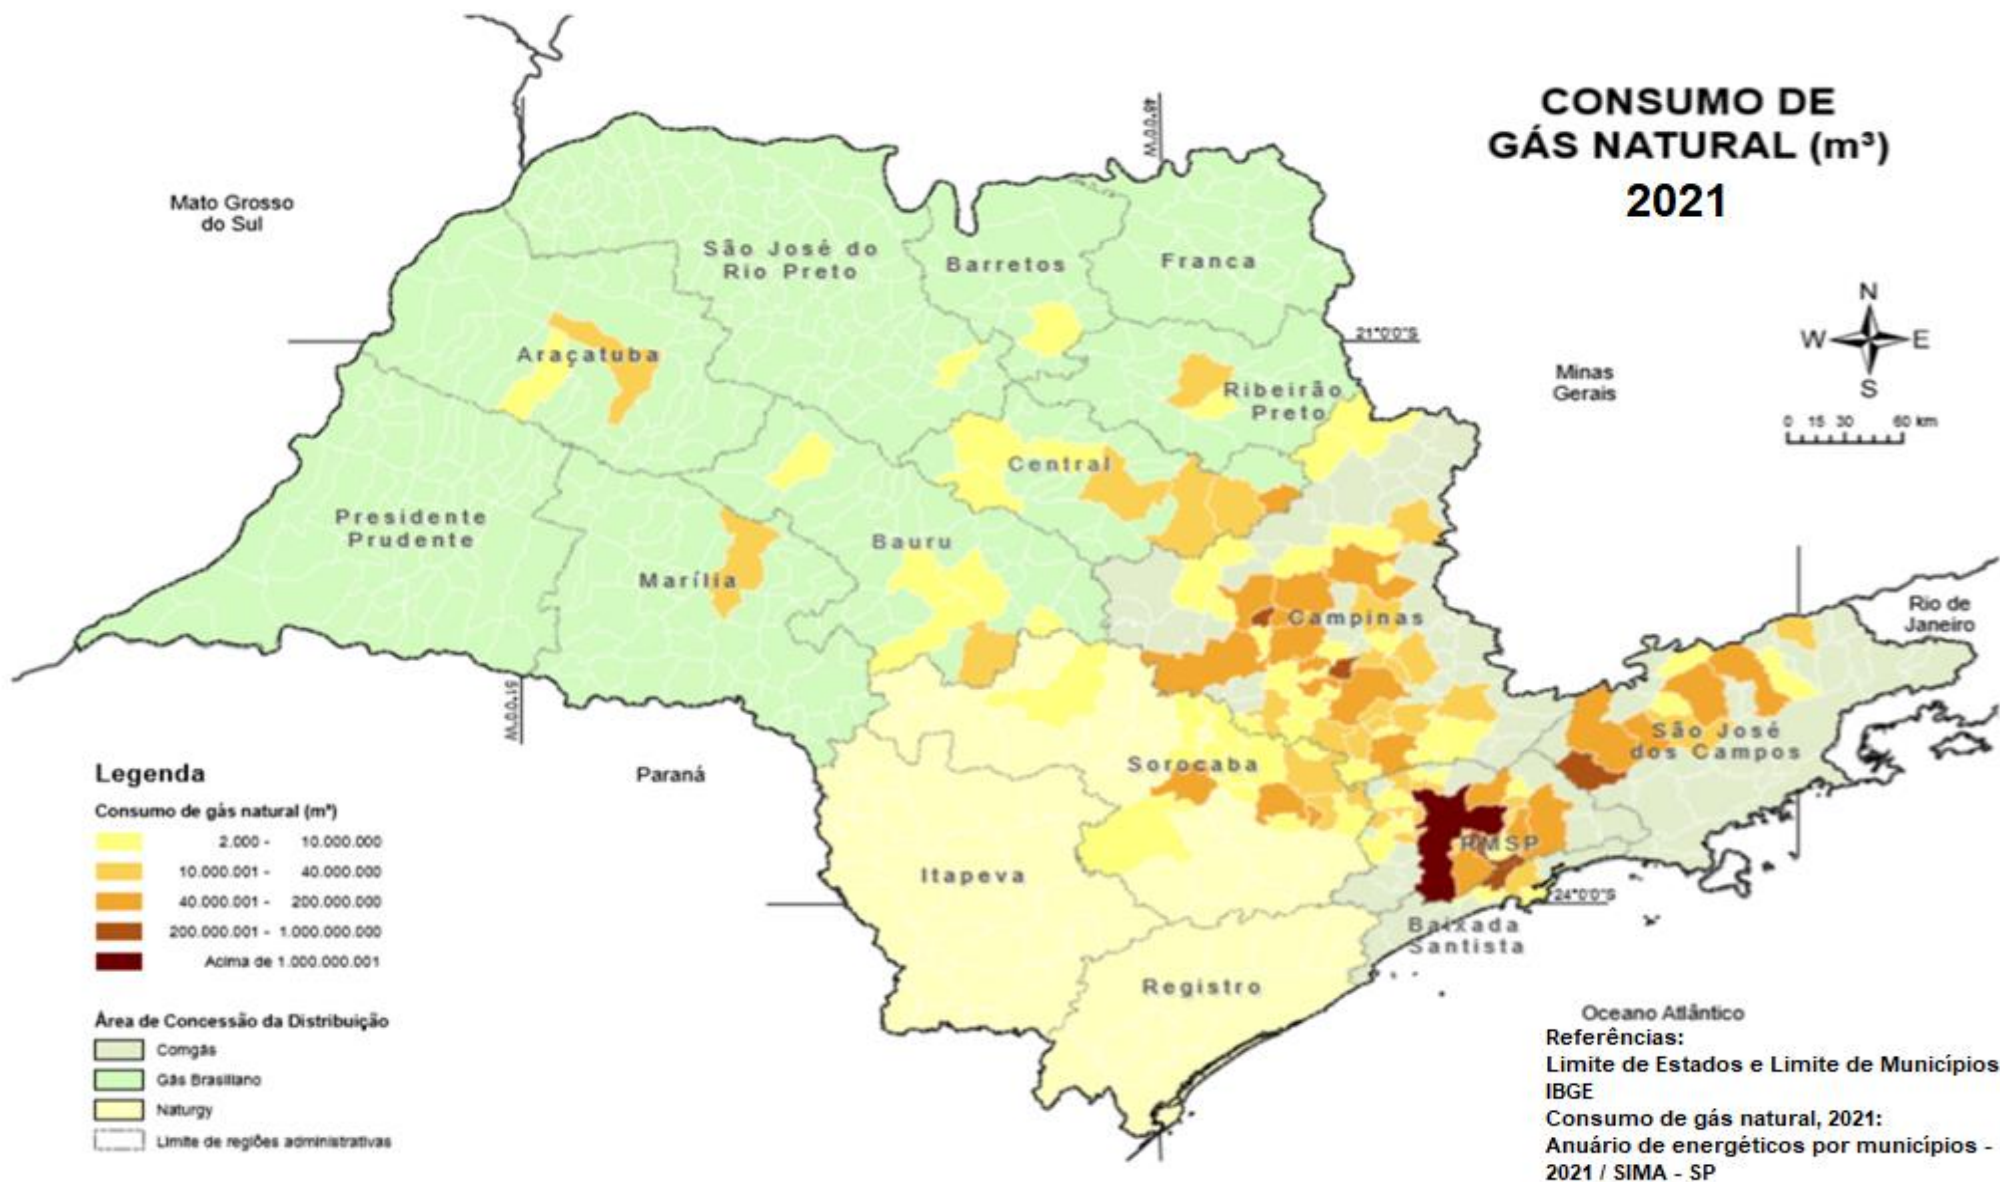 CONSUMO DE
GÁS NATURAL (m³)
2021
48°0'0"W
Mato Grosso
do Sul
São José do
Rio Preto
Barretos
Franca
N
W E
S
21°0'0"S
Araçatuba
Minas
Gerais
Ribeirão
Preto
0 15 30 60 km
Central
Presidente
Prudente
Bauru
Marília
Campinas
Rio de
Janeiro
51°0'0"W
São José
dos Campos
Paraná
Sorocaba
RMSP
Itapeva
24°0'0"S
Baixada
Santista
Registro
Oceano Atlântico
Legenda
Consumo de gás natural (m³)
2.000 - 10.000.000
10.000.001 - 40.000.000
40.000.001 - 200.000.000
200.000.001 - 1.000.000.000
Acima de 1.000.000.001
Área de Concessão da Distribuição
Comgás
Gás Brasiliano
Naturgy
Limite de regiões administrativas
Referências:
Limite de Estados e Limite de Municípios
IBGE
Consumo de gás natural, 2021:
Anuário de energéticos por municípios -
2021 / SIMA - SP